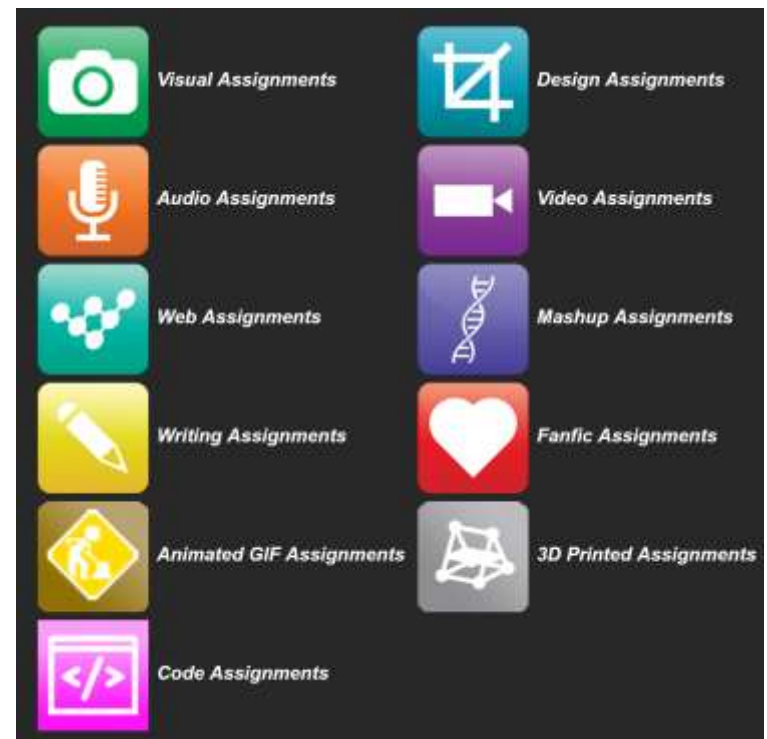 Visual Assignments
Design Assignments
Audio Assignments
Video Assignments
Web Assignments
Mashup Assignments
Writing Assignments
Fanfic Assignments
Animated GIF Assignments
3D Printed Assignments
</>
Code Assignments